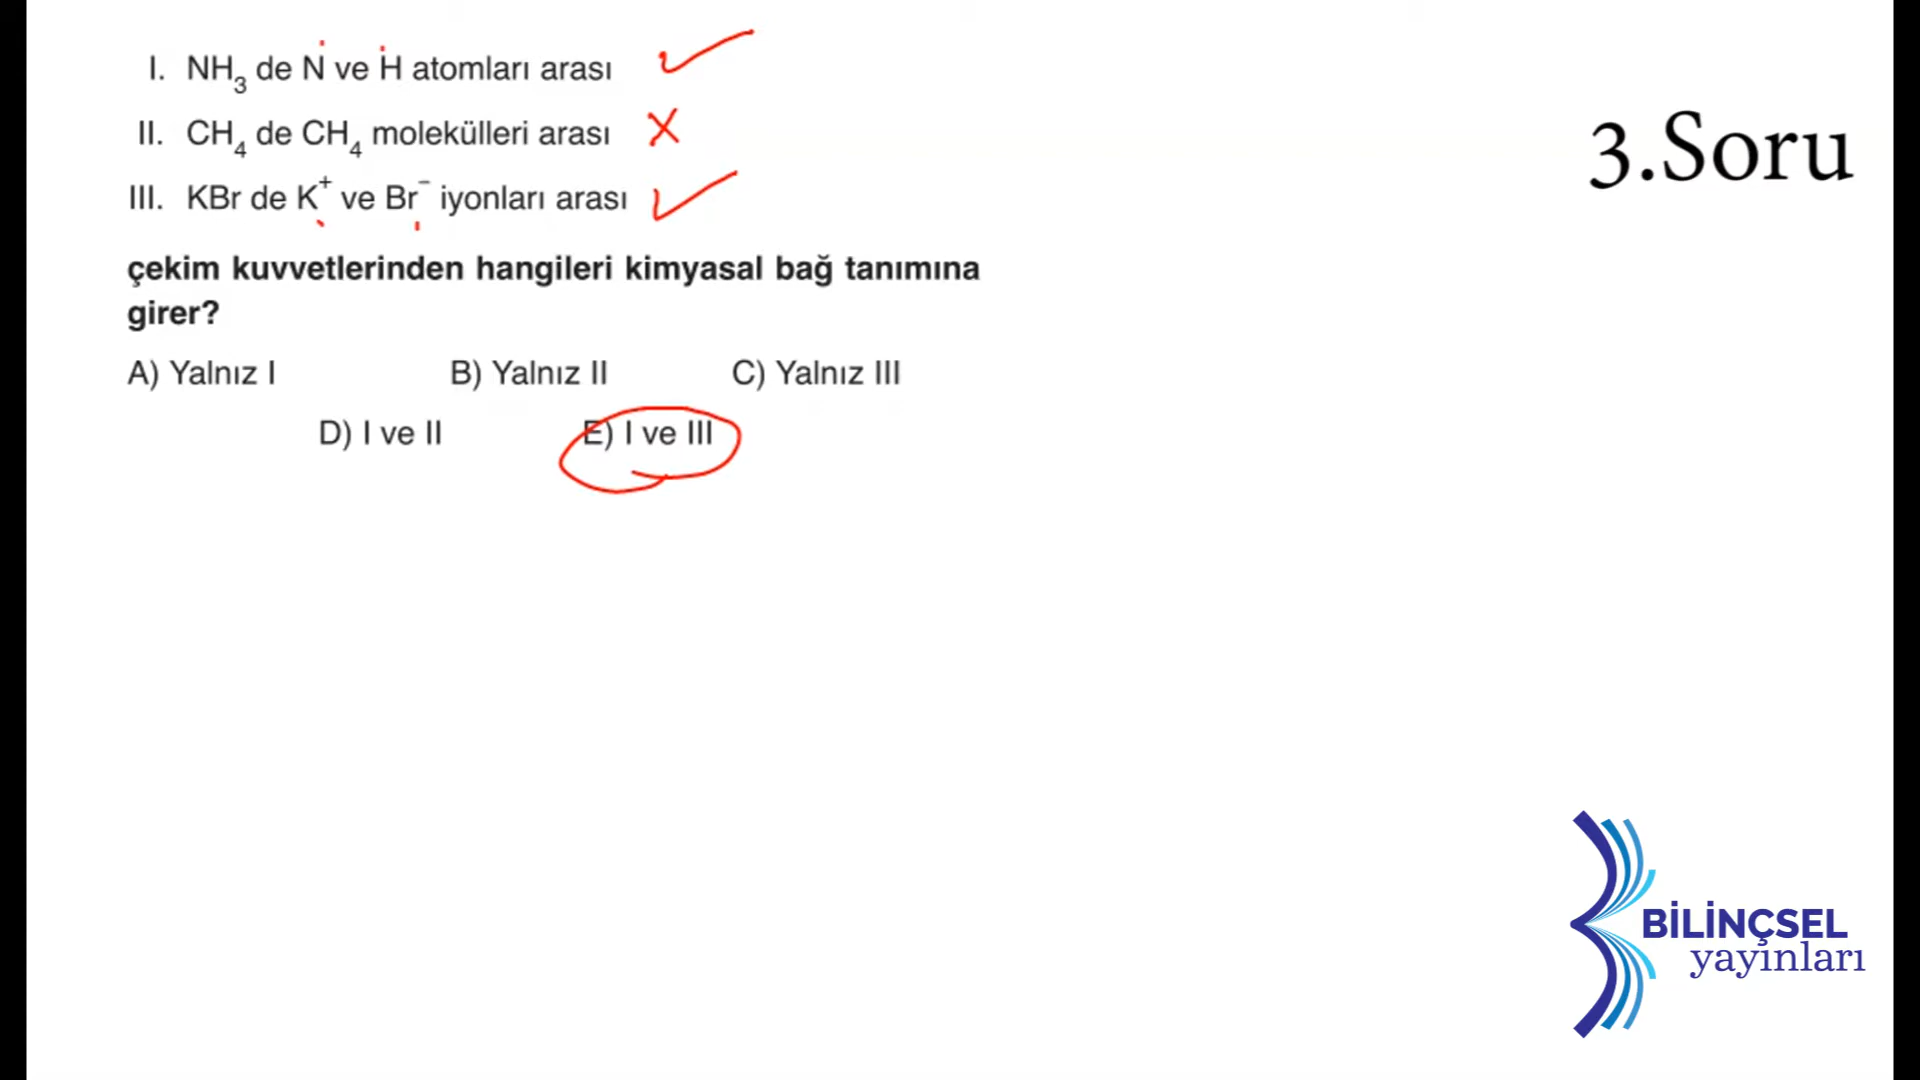 I. NH₃ de N ve H atomları arası
II. CH₄ de CH₄ molekülleri arası
III. KBr de K⁺ ve Br⁻ iyonları arası
çekim kuvvetlerinden hangileri kimyasal bağ tanımına
girer?
A) Yalnız I B) Yalnız II C) Yalnız III
D) I ve II E) I ve III
3.Soru
BİLİNÇSEL
yayınları